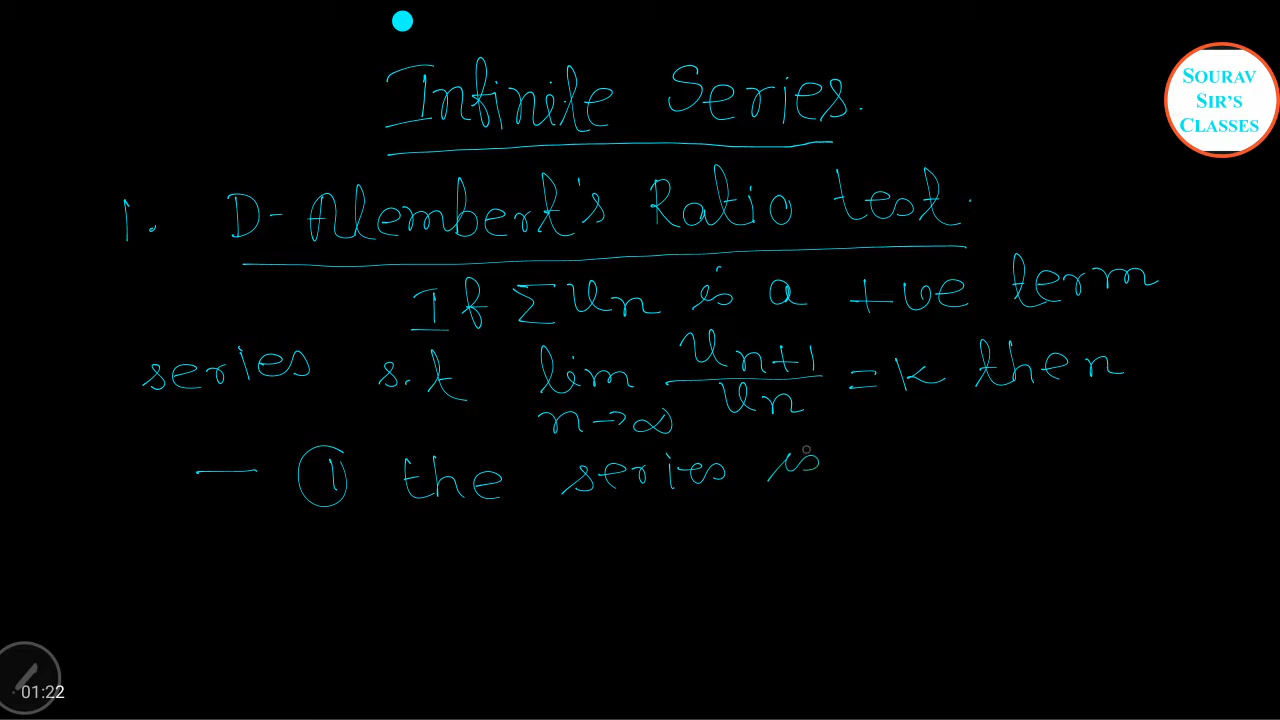 Infinite Series.
SOURAV
SIR'S
CLASSES
1. D-Alembert's Ratio test.
If ΣUn is a +ve term
series s.t lim n→∞ Un+1/Un = K then
— ① the series is
01:22